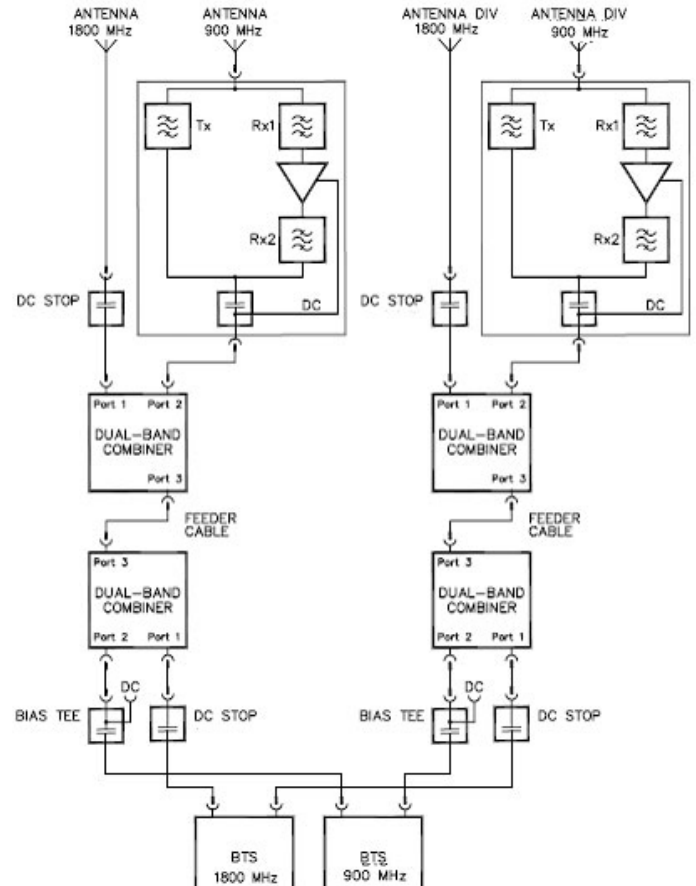 ANTENNA
1800 MHz
ANTENNA
900 MHz
ANTENNA DIV
1800 MHz
ANTENNA DIV
900 MHz
Tx
Rx1
Rx2
DC
DC STOP
Tx
Rx1
Rx2
DC
DC STOP
Port 1
Port 2
DUAL-BAND
COMBINER
Port 3
Port 1
Port 2
DUAL-BAND
COMBINER
Port 3
FEEDER
CABLE
FEEDER
CABLE
Port 3
DUAL-BAND
COMBINER
Port 2
Port 1
Port 3
DUAL-BAND
COMBINER
Port 2
Port 1
DC
BIAS TEE
DC STOP
DC
BIAS TEE
DC STOP
BTS
1800 MHz
BTS
900 MHz